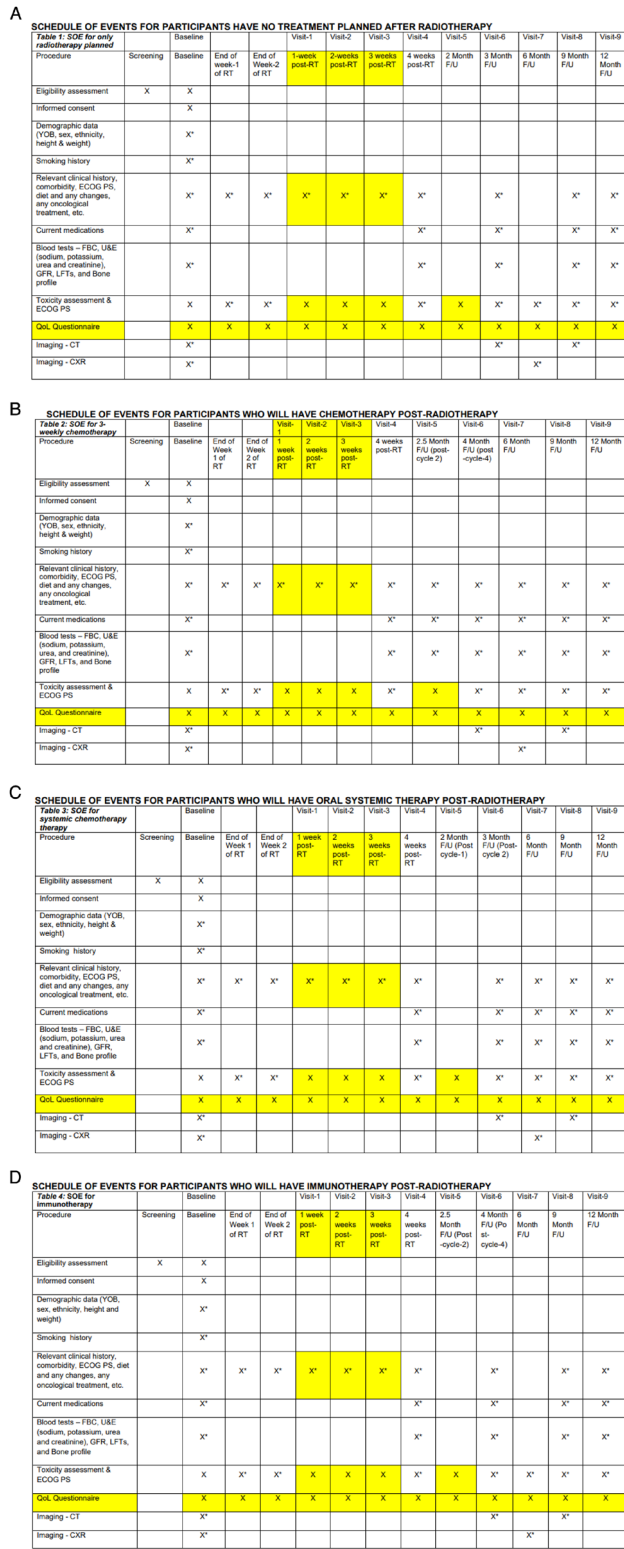 A
SCHEDULE OF EVENTS FOR PARTICIPANTS HAVE NO TREATMENT PLANNED AFTER RADIOTHERAPY
Table 1: SOE for only radiotherapy planned Baseline Visit-1 Visit-2 Visit-3 Visit-4 Visit-5 Visit-6 Visit-7 Visit-8 Visit-9
Procedure Screening Baseline End of week-1 of RT End of Week-2 of RT 1-week post-RT 2-weeks post-RT 3 weeks post-RT 4 weeks post-RT 2 Month F/U 3 Month F/U 6 Month F/U 9 Month F/U 12 Month F/U
Eligibility assessment X X
Informed consent X
Demographic data (YOB, sex, ethnicity, height & weight) X*
Smoking history X*
Relevant clinical history, comorbidity, ECOG PS, diet and any changes, any oncological treatment, etc. X* X* X* X* X* X* X* X* X* X*
Current medications X* X* X* X* X*
Blood tests – FBC, U&E (sodium, potassium, urea and creatinine), GFR, LFTs, and Bone profile X* X* X* X* X*
Toxicity assessment & ECOG PS X X* X* X X X X* X X* X* X* X*
QoL Questionnaire X X X X X X X X X X X X
Imaging - CT X* X* X*
Imaging - CXR X* X*
B
SCHEDULE OF EVENTS FOR PARTICIPANTS WHO WILL HAVE CHEMOTHERAPY POST-RADIOTHERAPY
Table 2: SOE for 3-weekly chemotherapy Baseline Visit-1 Visit-2 Visit-3 Visit-4 Visit-5 Visit-6 Visit-7 Visit-8 Visit-9
Procedure Screening Baseline End of Week 1 of RT End of Week 2 of RT 1 week post-RT 2 weeks post-RT 3 weeks post-RT 4 weeks post-RT 2.5 Month F/U (post-cycle 2) 4 Month F/U (post -cycle-4) 6 Month F/U 9 Month F/U 12 Month F/U
Eligibility assessment X X
Informed consent X
Demographic data (YOB, sex, ethnicity, height & weight) X*
Smoking history X*
Relevant clinical history, comorbidity, ECOG PS, diet and any changes, any oncological treatment, etc. X* X* X* X* X* X* X* X* X* X* X* X*
Current medications X* X* X* X* X* X* X*
Blood tests – FBC, U&E (sodium, potassium, urea, and creatinine), GFR, LFTs, and Bone profile X* X* X* X* X* X* X*
Toxicity assessment & ECOG PS X X* X* X X X X* X X* X* X* X*
QoL Questionnaire X X X X X X X X X X X X
Imaging - CT X* X* X*
Imaging - CXR X* X*
C
SCHEDULE OF EVENTS FOR PARTICIPANTS WHO WILL HAVE ORAL SYSTEMIC THERAPY POST-RADIOTHERAPY
Table 3: SOE for systemic chemotherapy therapy Baseline Visit-1 Visit-2 Visit-3 Visit-4 Visit-5 Visit-6 Visit-7 Visit-8 Visit-9
Procedure Screening Baseline End of Week 1 of RT End of Week 2 of RT 1 week post-RT 2 weeks post-RT 3 weeks post-RT 4 weeks post-RT 2 Month F/U (Post cycle-1) 3 Month F/U (Post-cycle 2) 6 Month F/U 9 Month F/U 12 Month F/U
Eligibility assessment X X
Informed consent X
Demographic data (YOB, sex, ethnicity, height & weight) X*
Smoking history X*
Relevant clinical history, comorbidity, ECOG PS, diet and any changes, any oncological treatment, etc. X* X* X* X* X* X* X* X* X* X* X*
Current medications X* X* X* X* X* X*
Blood tests – FBC, U&E (sodium, potassium, urea and creatinine), GFR, LFTs, and Bone profile X* X* X* X* X* X*
Toxicity assessment & ECOG PS X X* X* X X X X* X X* X* X* X*
QoL Questionnaire X X X X X X X X X X X X
Imaging - CT X* X* X*
Imaging - CXR X* X*
D
SCHEDULE OF EVENTS FOR PARTICIPANTS WHO WILL HAVE IMMUNOTHERAPY POST-RADIOTHERAPY
Table 4: SOE for immunotherapy Baseline Visit-1 Visit-2 Visit-3 Visit-4 Visit-5 Visit-6 Visit-7 Visit-8 Visit-9
Procedure Screening Baseline End of Week 1 of RT End of Week 2 of RT 1 week post-RT 2 weeks post-RT 3 weeks post-RT 4 weeks post-RT 2.5 Month F/U (Post -cycle-2) 4 Month F/U (Po st-cycle-4) 6 Month F/U 9 Month F/U 12 Month F/U
Eligibility assessment X X
Informed consent X
Demographic data (YOB, sex, ethnicity, height and weight) X*
Smoking history X*
Relevant clinical history, comorbidity, ECOG PS, diet and any changes, any oncological treatment, etc. X* X* X* X* X* X* X* X* X* X*
Current medications X* X* X* X* X*
Blood tests – FBC, U&E (sodium, potassium, urea and creatinine), GFR, LFTs, and Bone profile X* X* X* X* X*
Toxicity assessment & ECOG PS X X* X* X X X X* X X* X* X* X*
QoL Questionnaire X X X X X X X X X X X X
Imaging - CT X* X* X*
Imaging - CXR X* X*